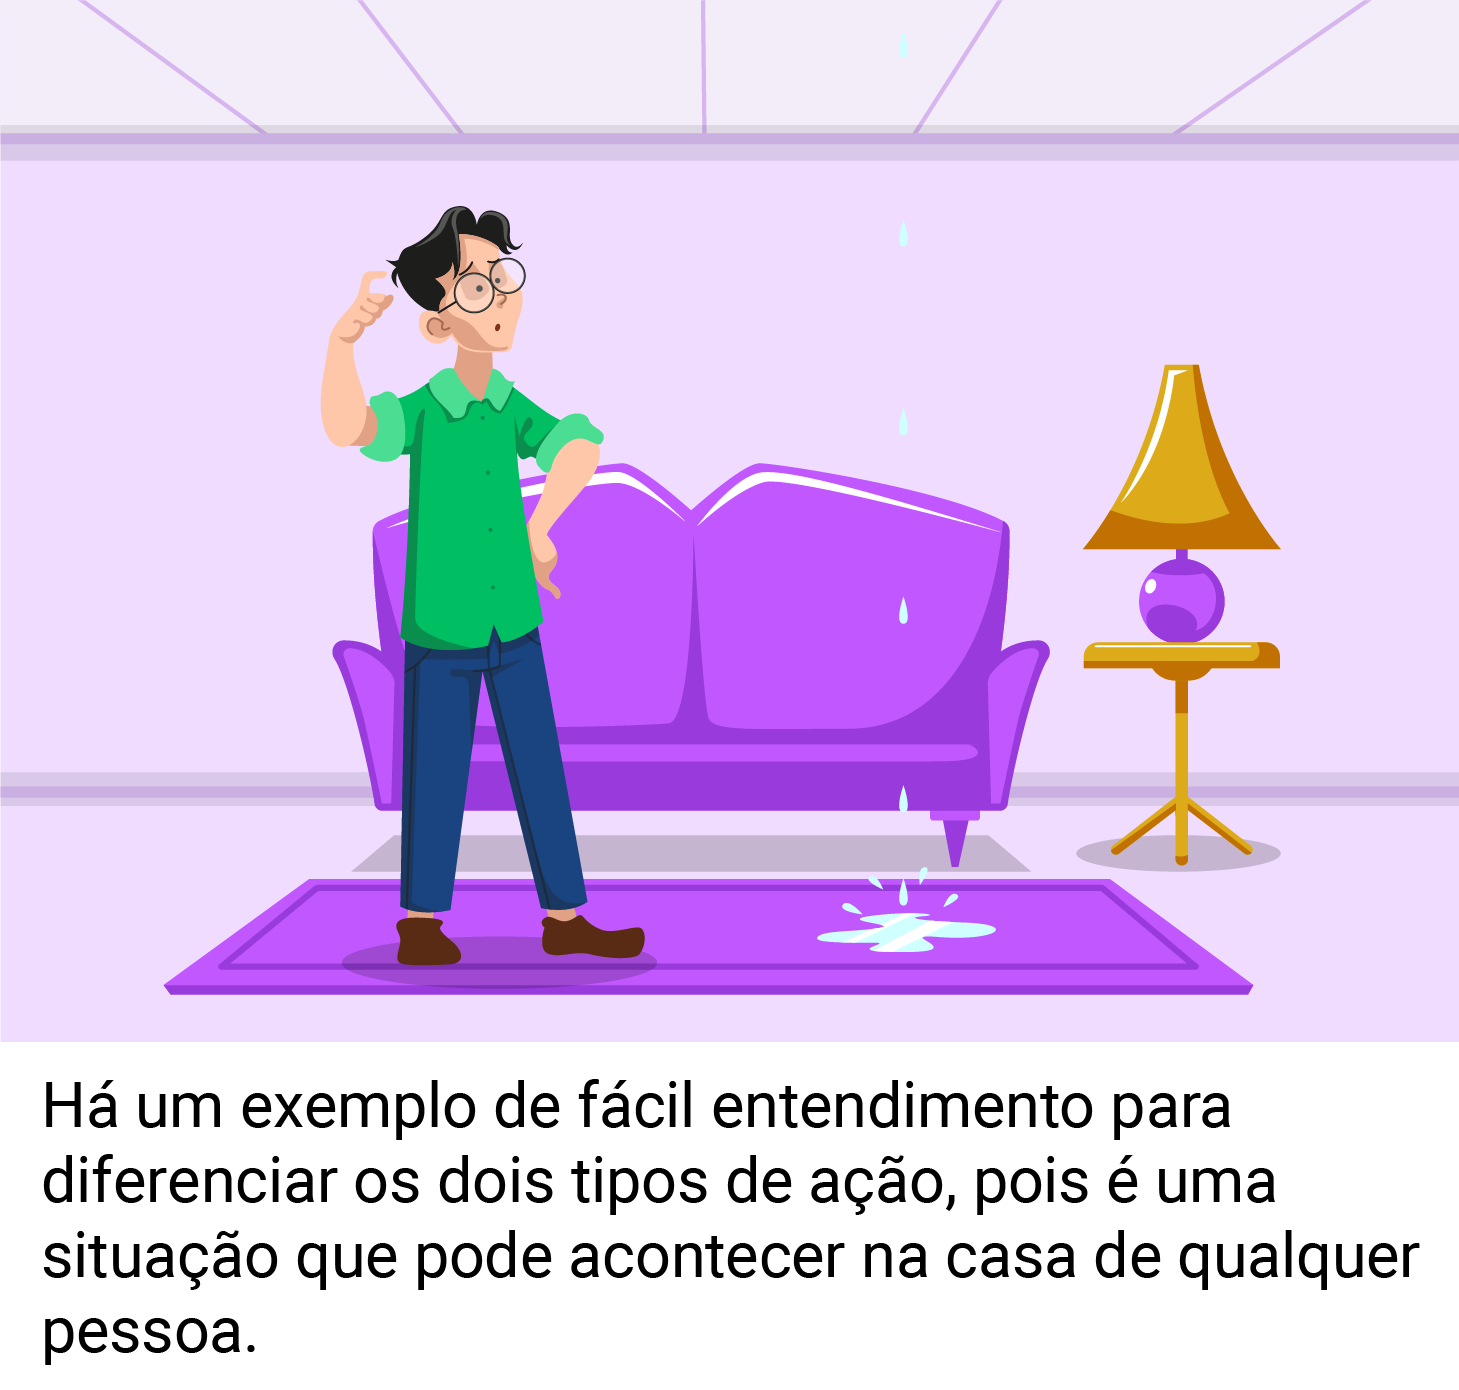 Há um exemplo de fácil entendimento para
diferenciar os dois tipos de ação, pois é uma
situação que pode acontecer na casa de qualquer
pessoa.